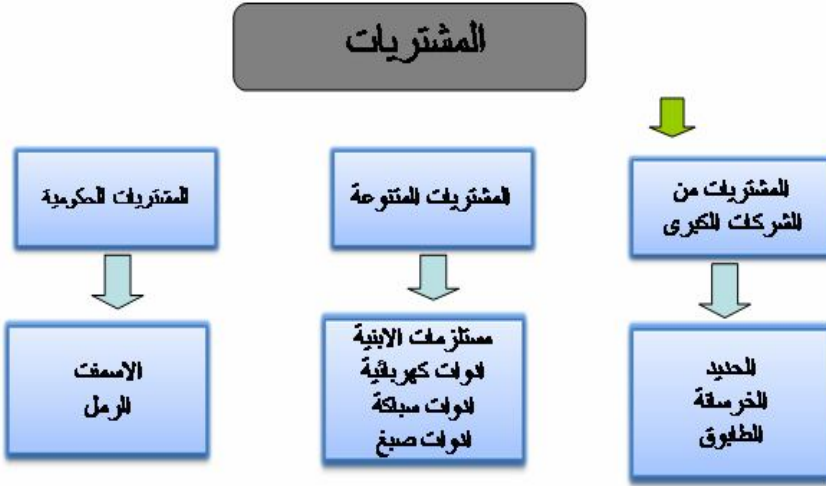 المشتريات
المشتريات من
الشركات الكبرى
المشتريات المتنوعة
المشتريات الحكومية
الحديد
الخرسانة
الطابوق
مستلزمات الابنية
ادوات كهربائية
ادوات سباكة
ادوات صبغ
الاسمنت
الرمل